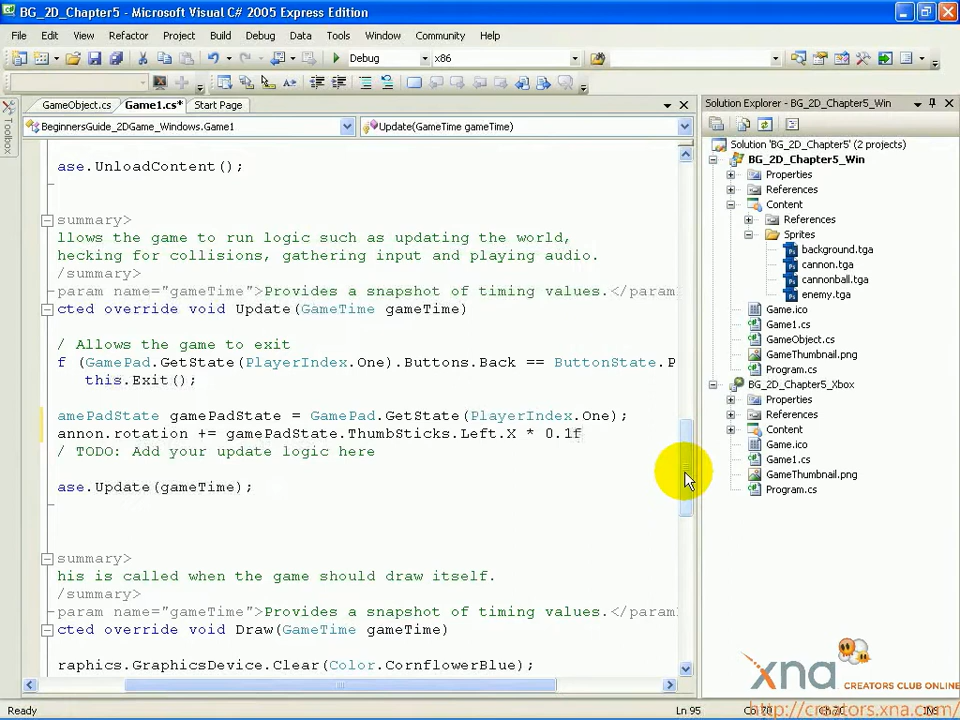 BG_2D_Chapter5 - Microsoft Visual C# 2005 Express Edition
File Edit View Refactor Project Build Debug Data Tools Window Community Help
Debug x86
GameObject.cs Game1.cs* Start Page
BeginnersGuide_2DGame_Windows.Game1 Update(GameTime gameTime)
Toolbox
ase.UnloadContent();
summary>
llows the game to run logic such as updating the world,
hecking for collisions, gathering input and playing audio.
/summary>
param name="gameTime">Provides a snapshot of timing values.</param
cted override void Update(GameTime gameTime)
/ Allows the game to exit
f (GamePad.GetState(PlayerIndex.One).Buttons.Back == ButtonState.P
this.Exit();
amePadState gamePadState = GamePad.GetState(PlayerIndex.One);
annon.rotation += gamePadState.ThumbSticks.Left.X * 0.1f
/ TODO: Add your update logic here
ase.Update(gameTime);
summary>
his is called when the game should draw itself.
/summary>
param name="gameTime">Provides a snapshot of timing values.</param
cted override void Draw(GameTime gameTime)
raphics.GraphicsDevice.Clear(Color.CornflowerBlue);
Solution Explorer - BG_2D_Chapter5_Win
Solution 'BG_2D_Chapter5' (2 projects)
BG_2D_Chapter5_Win
Properties
References
Content
References
Sprites
background.tga
cannon.tga
cannonball.tga
enemy.tga
Game.ico
Game1.cs
GameObject.cs
GameThumbnail.png
Program.cs
BG_2D_Chapter5_Xbox
Properties
References
Content
Game.ico
Game1.cs
GameThumbnail.png
Program.cs
xna CREATORS CLUB ONLINE
Ready Ln 95 INS
http://creators.xna.com/